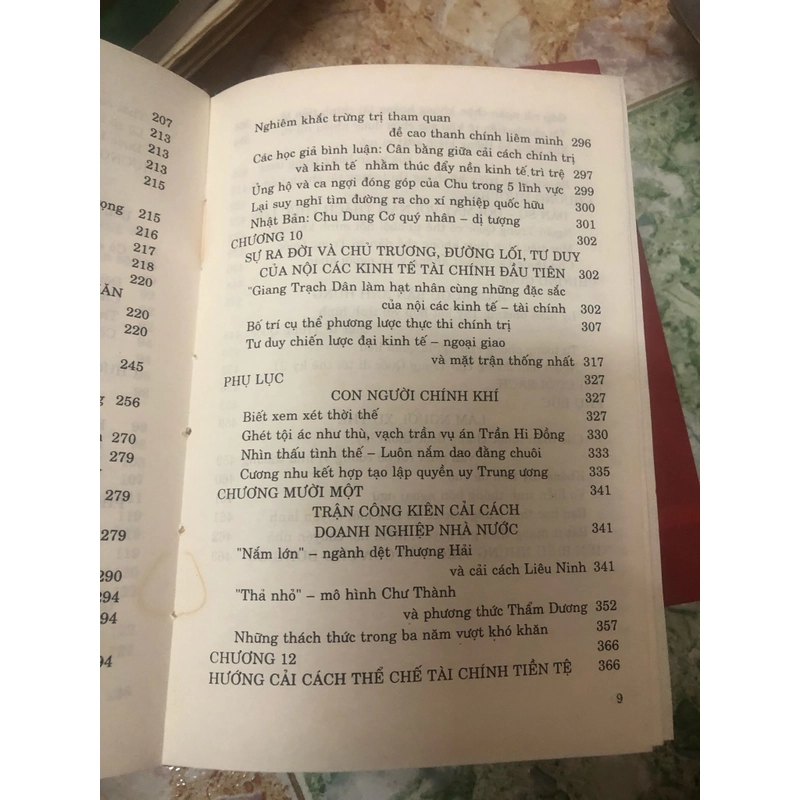 207
213
213
213
215
ọng 215
216
217
218
220
ĂN
220
220
245
g 256
270
276
279
279
290
294
294
294
Nghiêm khắc trừng trị tham quan
đề cao thanh chính liêm minh 296
Các học giả bình luận: Cân bằng giữa cải cách chính trị
và kinh tế nhằm thúc đẩy nền kinh tế trì trệ 297
Ủng hộ và ca ngợi đóng góp của Chu trong 5 lĩnh vực 299
Lại suy nghĩ tìm đường ra cho xí nghiệp quốc hữu 300
Nhật Bản: Chu Dung Cơ quý nhân – dị tượng 301
CHƯƠNG 10 302
SỰ RA ĐỜI VÀ CHỦ TRƯƠNG, ĐƯỜNG LỐI, TƯ DUY
CỦA NỘI CÁC KINH TẾ TÀI CHÍNH ĐẦU TIÊN 302
"Giang Trạch Dân làm hạt nhân cùng những đặc sắc
của nội các kinh tế – tài chính 302
Bố trí cụ thể phương lược thực thi chính trị 307
Tư duy chiến lược đại kinh tế – ngoại giao
và mặt trận thống nhất 317
PHỤ LỤC 327
CON NGƯỜI CHÍNH KHÍ 327
Biết xem xét thời thế 327
Ghét tội ác như thù, vạch trần vụ án Trần Hi Đồng 330
Nhìn thấu tình thế – Luôn nắm dao đằng chuôi 333
Cương nhu kết hợp tạo lập quyền uy Trung ương 335
CHƯƠNG MƯỜI MỘT 341
TRẬN CÔNG KIÊN CẢI CÁCH
DOANH NGHIỆP NHÀ NƯỚC 341
"Nắm lớn" – ngành dệt Thượng Hải
và cải cách Liêu Ninh 341
"Thả nhỏ" – mô hình Chư Thành
và phương thức Thẩm Dương 352
Những thách thức trong ba năm vượt khó khăn 357
CHƯƠNG 12 366
HƯỚNG CẢI CÁCH THỂ CHẾ TÀI CHÍNH TIỀN TỆ 366
9